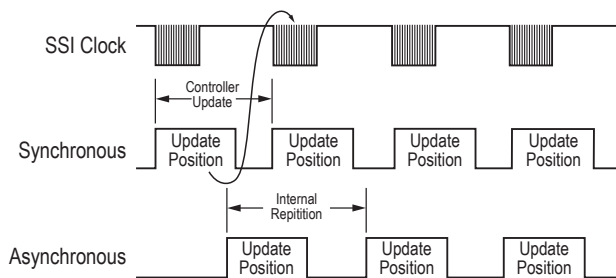 SSI Clock
Controller
Update
Synchronous
Update
Position
Update
Position
Update
Position
Update
Position
Internal
Repitition
Asynchronous
Update
Position
Update
Position
Update
Position